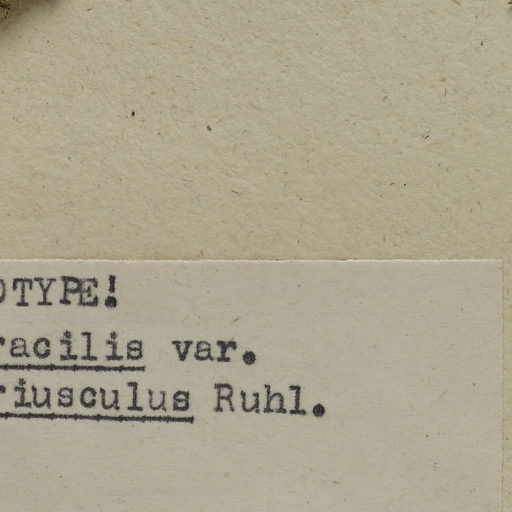 OTYPE!
racilis var.
riusculus Ruhl.